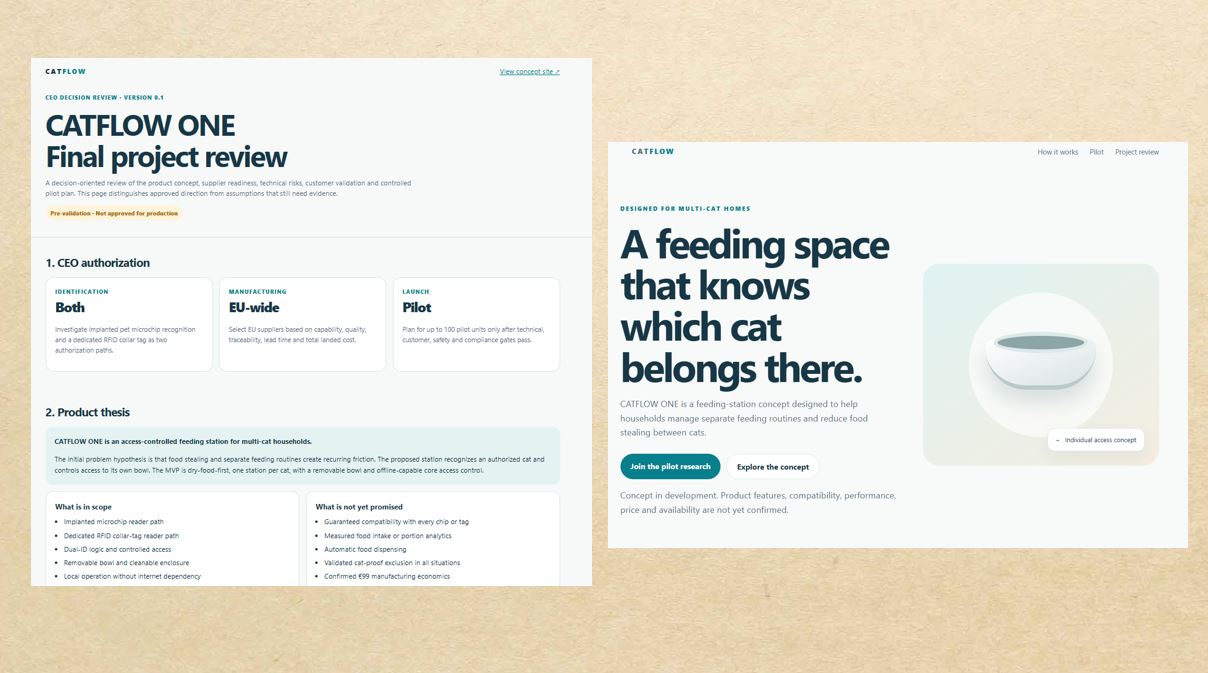 CATFLOW
View concept site ↗
CEO DECISION REVIEW · VERSION 0.1
CATFLOW ONE
Final project review
A decision-oriented review of the product concept, supplier readiness, technical risks, customer validation and controlled
pilot plan. This page distinguishes approved direction from assumptions that still need evidence.
Pre-validation · Not approved for production
1. CEO authorization
IDENTIFICATION
Both
Investigate implanted pet microchip recognition
and a dedicated RFID collar tag as two
authorization paths.
MANUFACTURING
EU-wide
Select EU suppliers based on capability, quality,
traceability, lead time and total landed cost.
LAUNCH
Pilot
Plan for up to 100 pilot units only after technical,
customer, safety and compliance gates pass.
2. Product thesis
CATFLOW ONE is an access-controlled feeding station for multi-cat households.
The initial problem hypothesis is that food stealing and separate feeding routines create recurring friction. The proposed station recognizes an authorized cat and
controls access to its own bowl. The MVP is dry-food-first, one station per cat, with a removable bowl and offline-capable core access control.
What is in scope
• Implanted microchip reader path
• Dedicated RFID collar-tag reader path
• Dual-ID logic and controlled access
• Removable bowl and cleanable enclosure
• Local operation without internet dependency
What is not yet promised
• Guaranteed compatibility with every chip or tag
• Measured food intake or portion analytics
• Automatic food dispensing
• Validated cat-proof exclusion in all situations
• Confirmed €99 manufacturing economics
CATFLOW
How it works
Pilot
Project review
DESIGNED FOR MULTI-CAT HOMES
A feeding space
that knows
which cat
belongs there.
CATFLOW ONE is a feeding-station concept designed to help
households manage separate feeding routines and reduce food
stealing between cats.
Join the pilot research
Explore the concept
Concept in development. Product features, compatibility, performance,
price and availability are not yet confirmed.
Individual access concept